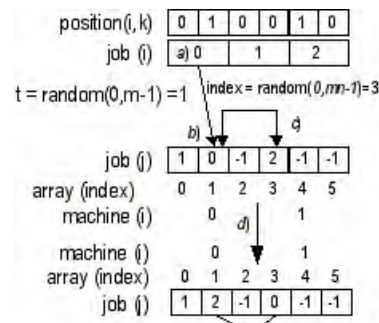 position(i,k) 0 1 0 0 1 0
job (i) a) 0 1 2
t = random(0,m-1) =1 index = random(0,mn-1)=3
b) c)
job (j) 1 0 -1 2 -1 -1
array (index) 0 1 2 3 4 5
machine (i) 0 d) 1
machine (i) 0 1
array (index) 0 1 2 3 4 5
job (j) 1 2 -1 0 -1 -1